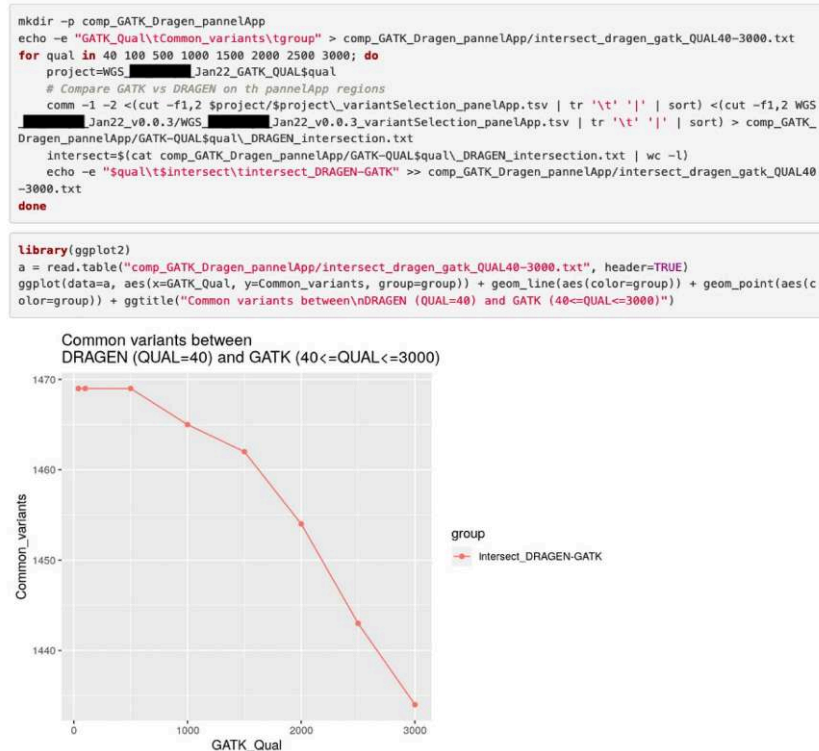 mkdir -p comp_GATK_Dragen_pannelApp
echo -e "GATK_Qual\tCommon_variants\tgroup" > comp_GATK_Dragen_pannelApp/intersect_dragen_gatk_QUAL40-3000.txt
for qual in 40 100 500 1000 1500 2000 2500 3000; do
    project=WGS_ _Jan22_GATK_QUAL$qual
    # Compare GATK vs DRAGEN on th pannelApp regions
    comm -1 -2 <(cut -f1,2 $project/$project\_variantSelection_panelApp.tsv | tr '\t' '|' | sort) <(cut -f1,2 WGS
_ _Jan22_v0.0.3/WGS_ _Jan22_v0.0.3_variantSelection_panelApp.tsv | tr '\t' '|' | sort) > comp_GATK_
Dragen_pannelApp/GATK-QUAL$qual\_DRAGEN_intersection.txt
    intersect=$(cat comp_GATK_Dragen_pannelApp/GATK-QUAL$qual\_DRAGEN_intersection.txt | wc -l)
    echo -e "$qual\t$intersect\tintersect_DRAGEN-GATK" >> comp_GATK_Dragen_pannelApp/intersect_dragen_gatk_QUAL40
-3000.txt
done
library(ggplot2)
a = read.table("comp_GATK_Dragen_pannelApp/intersect_dragen_gatk_QUAL40-3000.txt", header=TRUE)
ggplot(data=a, aes(x=GATK_Qual, y=Common_variants, group=group)) + geom_line(aes(color=group)) + geom_point(aes(c
olor=group)) + ggtitle("Common variants between\nDRAGEN (QUAL=40) and GATK (40<=QUAL<=3000)")
Common variants between
DRAGEN (QUAL=40) and GATK (40<=QUAL<=3000)
1470
1460
1450
1440
Common_variants
0 1000 2000 3000
GATK_Qual
group
intersect_DRAGEN-GATK